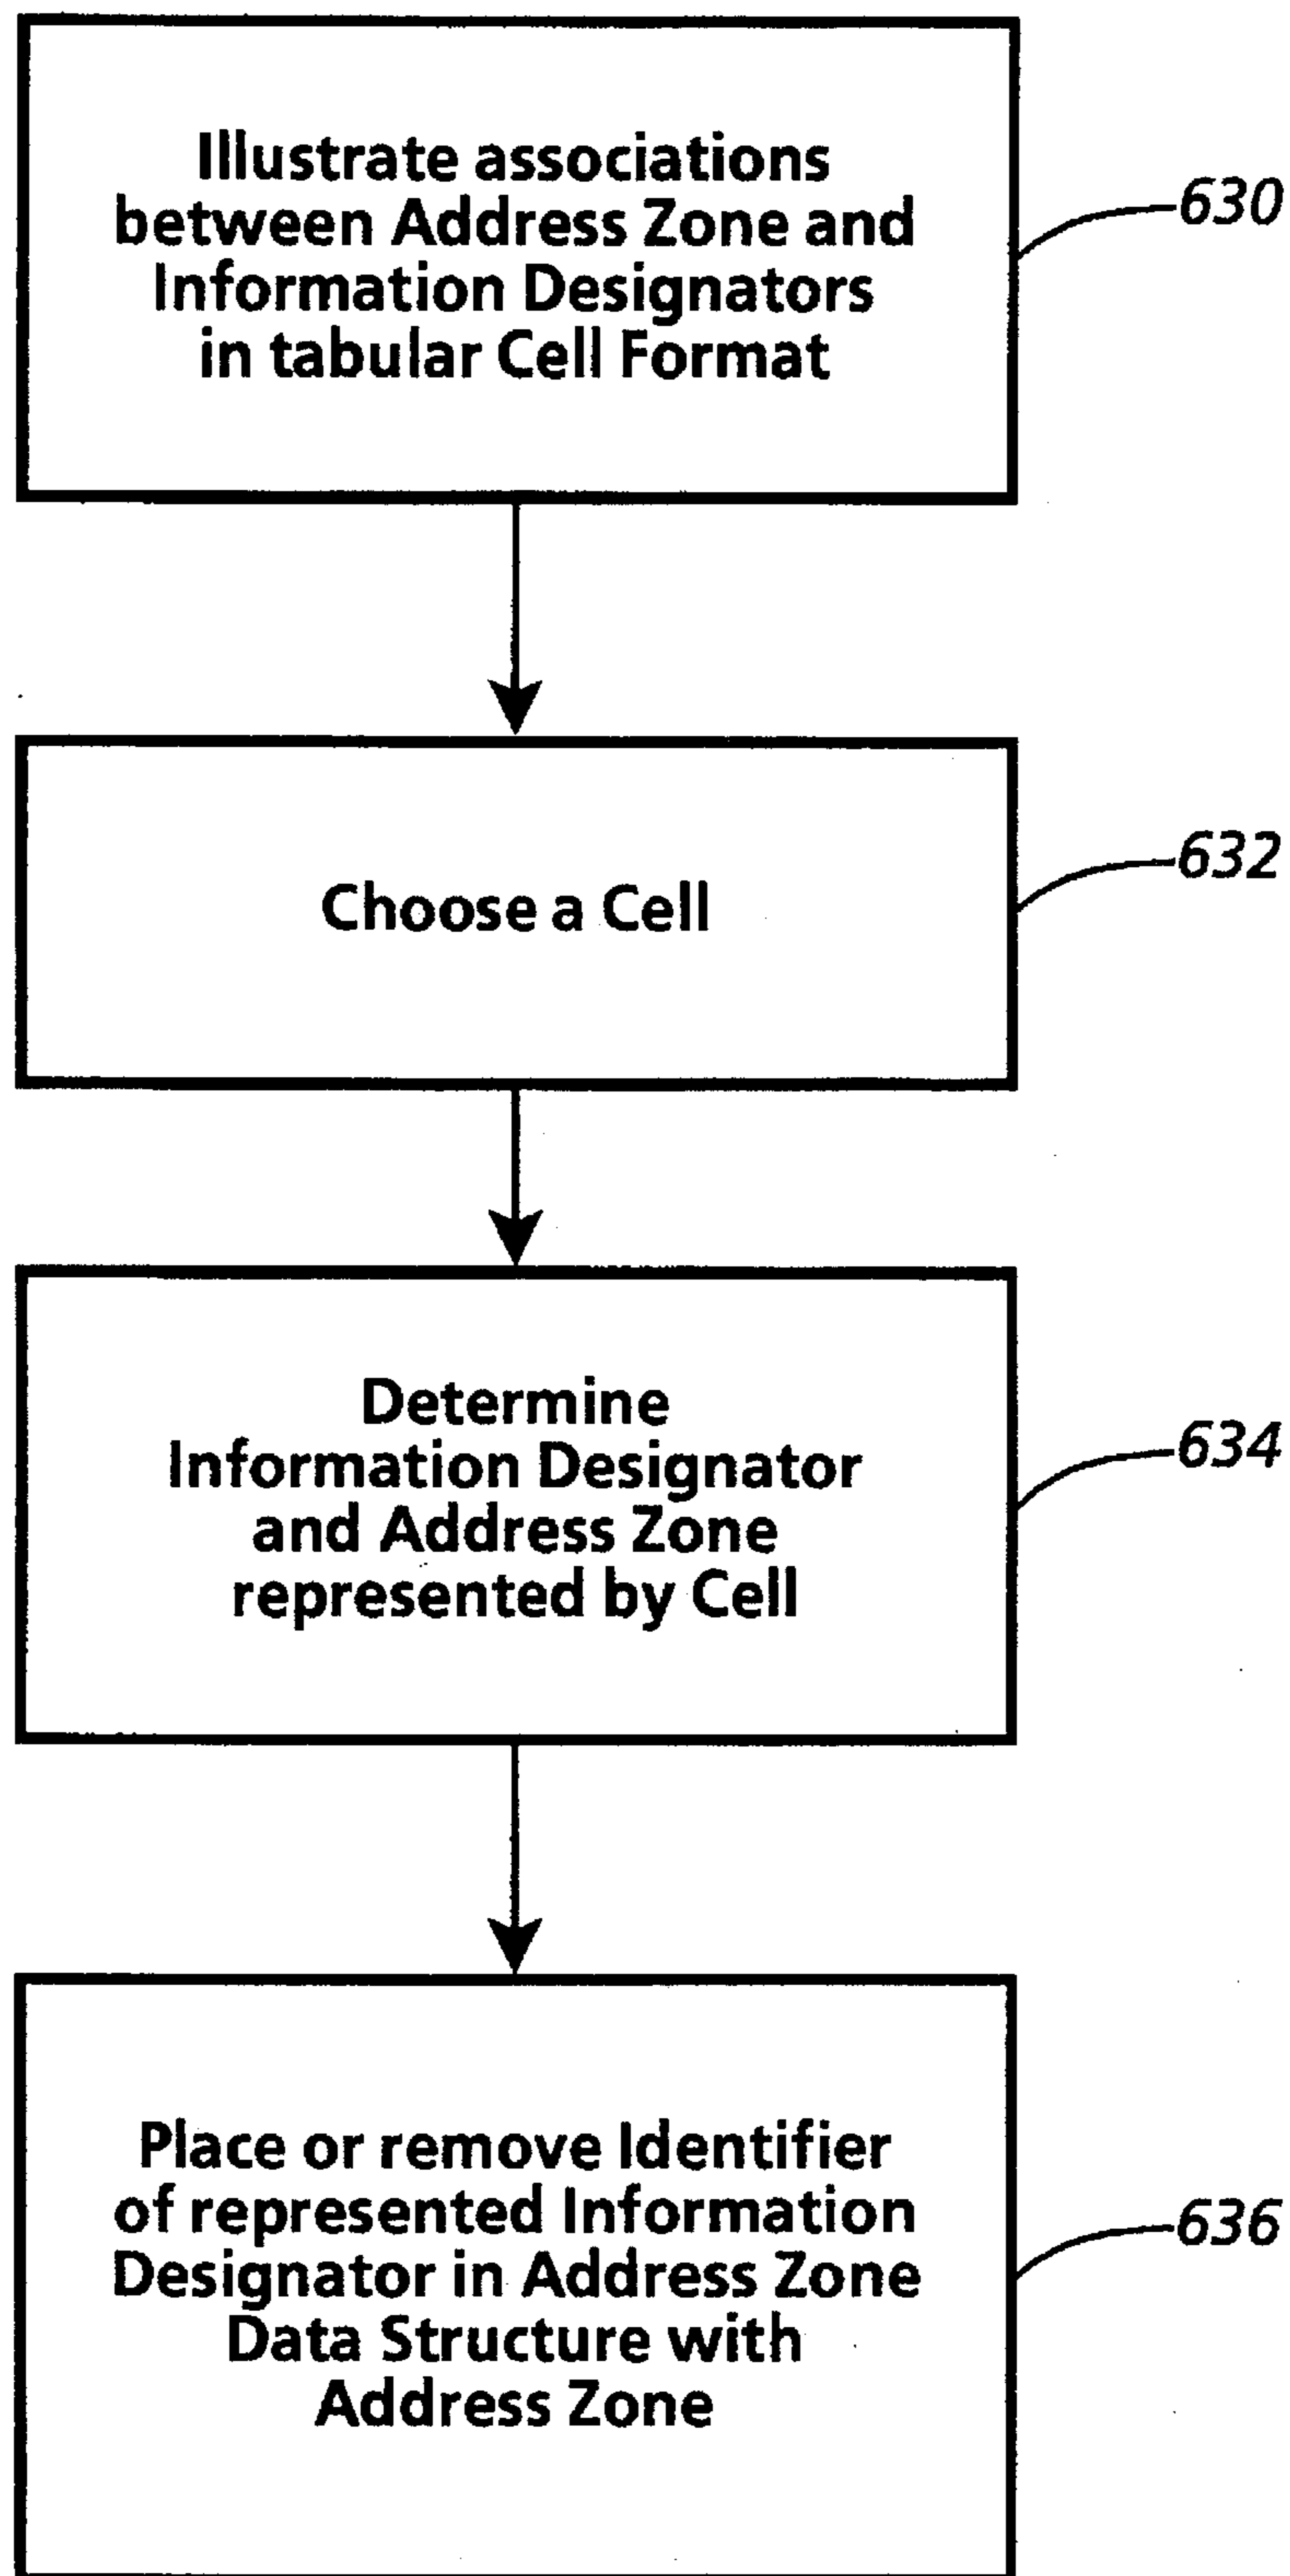 Illustrate associations
between Address Zone and
Information Designators
in tabular Cell Format
630
Choose a Cell
632
Determine
Information Designator
and Address Zone
represented by Cell
634
Place or remove Identifier
of represented Information
Designator in Address Zone
Data Structure with
Address Zone
636